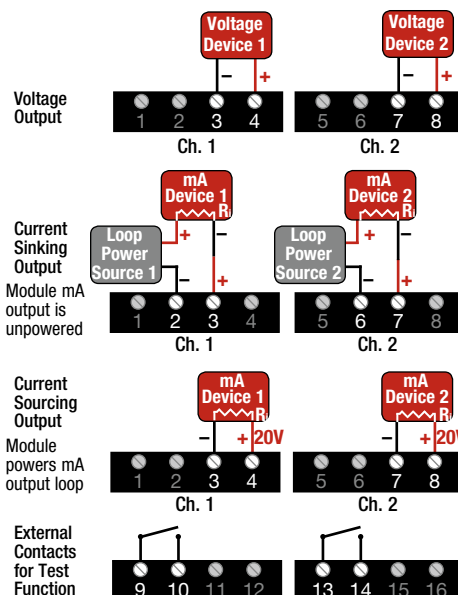 Voltage
Device 1
Voltage
Device 2
– + – +
Voltage
Output
1 2 3 4 5 6 7 8
Ch. 1 Ch. 2
mA
Device 1
Ri
mA
Device 2
Ri
Current
Sinking
Output
Module mA
output is
unpowered
Loop
Power
Source 1
+ –
– +
Loop
Power
Source 2
+ –
– +
1 2 3 4 5 6 7 8
Ch. 1 Ch. 2
Current
Sourcing
Output
Module
powers mA
output loop
mA
Device 1
Ri
– + 20V
mA
Device 2
Ri
– + 20V
1 2 3 4 5 6 7 8
Ch. 1 Ch. 2
External
Contacts
for Test
Function
9 10 11 12 13 14 15 16